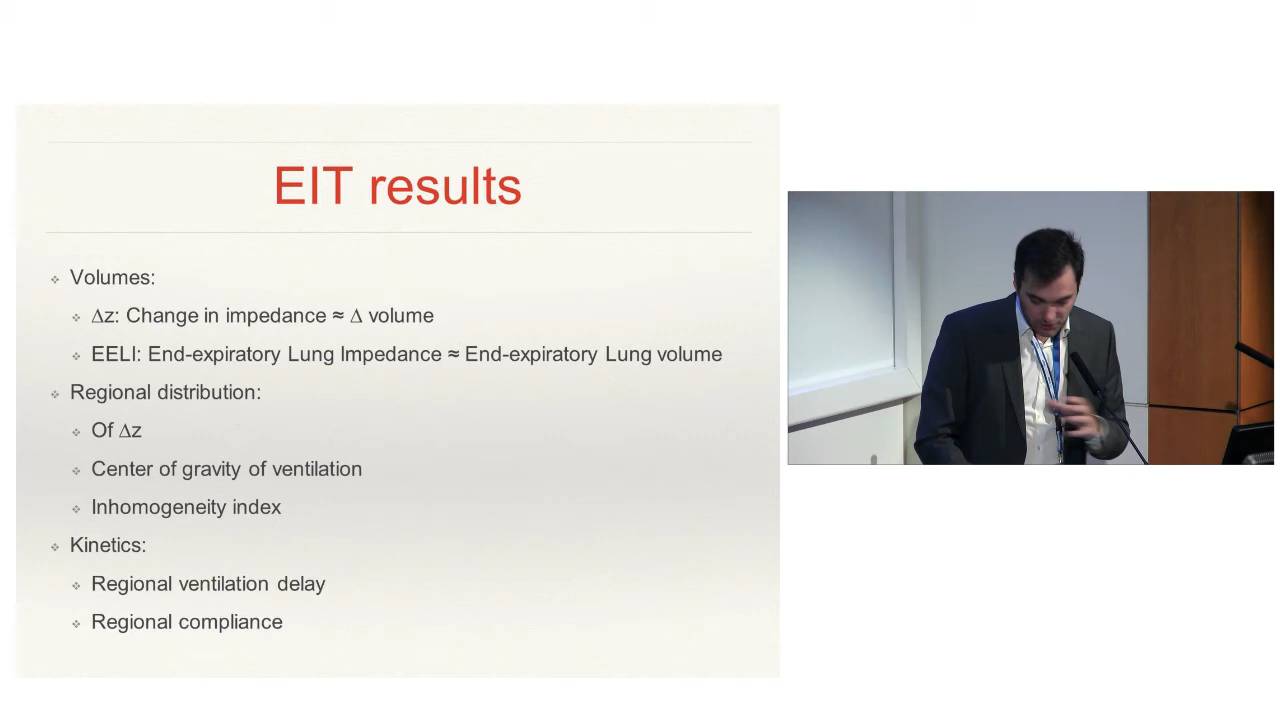 EIT results
Volumes:
∆z: Change in impedance ≈ ∆ volume
EELI: End-expiratory Lung Impedance ≈ End-expiratory Lung volume
Regional distribution:
Of ∆z
Center of gravity of ventilation
Inhomogeneity index
Kinetics:
Regional ventilation delay
Regional compliance